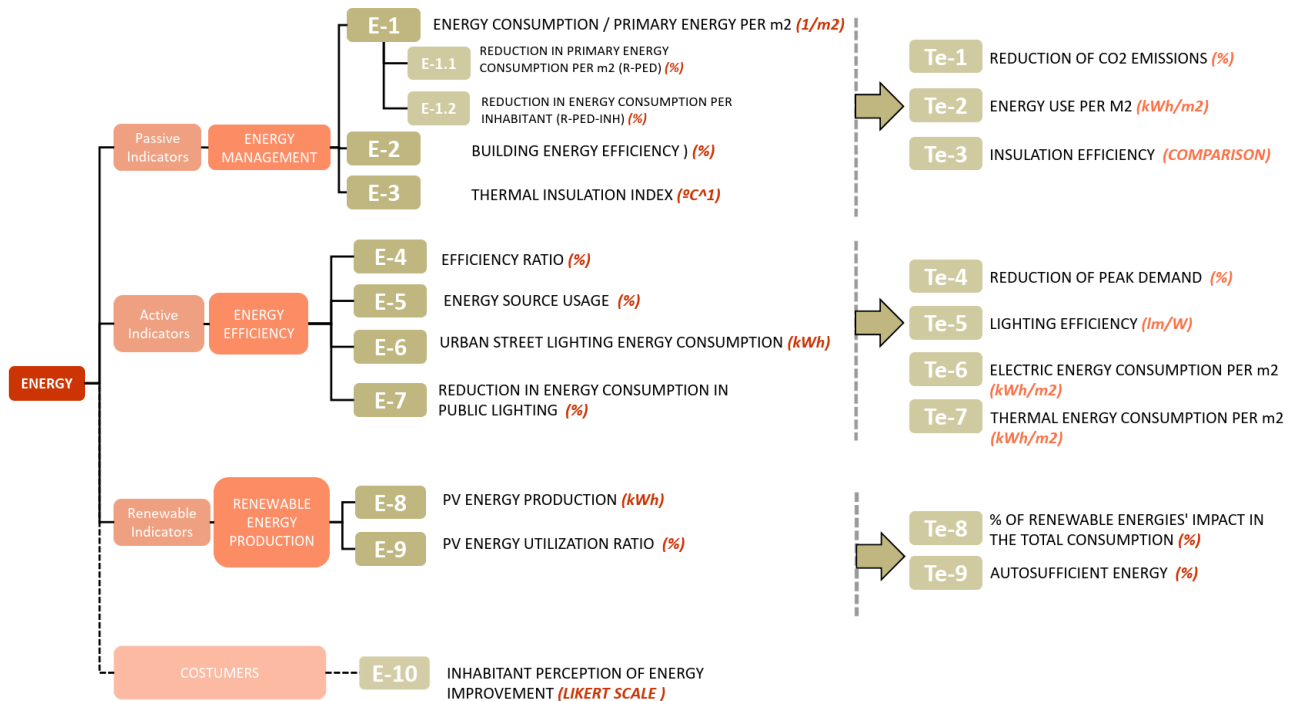 ENERGY
Passive
Indicators
ENERGY
MANAGEMENT
E-1
ENERGY CONSUMPTION / PRIMARY ENERGY PER m2 (1/m2)
E-1.1
REDUCTION IN PRIMARY ENERGY
CONSUMPTION PER m2 (R-PED) (%)
E-1.2
REDUCTION IN ENERGY CONSUMPTION PER
INHABITANT (R-PED-INH) (%)
E-2
BUILDING ENERGY EFFICIENCY ) (%)
E-3
THERMAL INSULATION INDEX (ºC^1)
Te-1
REDUCTION OF CO2 EMISSIONS (%)
Te-2
ENERGY USE PER M2 (kWh/m2)
Te-3
INSULATION EFFICIENCY (COMPARISON)
Active
Indicators
ENERGY
EFFICIENCY
E-4
EFFICIENCY RATIO (%)
E-5
ENERGY SOURCE USAGE (%)
E-6
URBAN STREET LIGHTING ENERGY CONSUMPTION (kWh)
E-7
REDUCTION IN ENERGY CONSUMPTION IN
PUBLIC LIGHTING (%)
Te-4
REDUCTION OF PEAK DEMAND (%)
Te-5
LIGHTING EFFICIENCY (lm/W)
Te-6
ELECTRIC ENERGY CONSUMPTION PER m2
(kWh/m2)
Te-7
THERMAL ENERGY CONSUMPTION PER m2
(kWh/m2)
Renewable
Indicators
RENEWABLE
ENERGY
PRODUCTION
E-8
PV ENERGY PRODUCTION (kWh)
E-9
PV ENERGY UTILIZATION RATIO (%)
Te-8
% OF RENEWABLE ENERGIES' IMPACT IN
THE TOTAL CONSUMPTION (%)
Te-9
AUTOSUFFICIENT ENERGY (%)
COSTUMERS
E-10
INHABITANT PERCEPTION OF ENERGY
IMPROVEMENT (LIKERT SCALE )